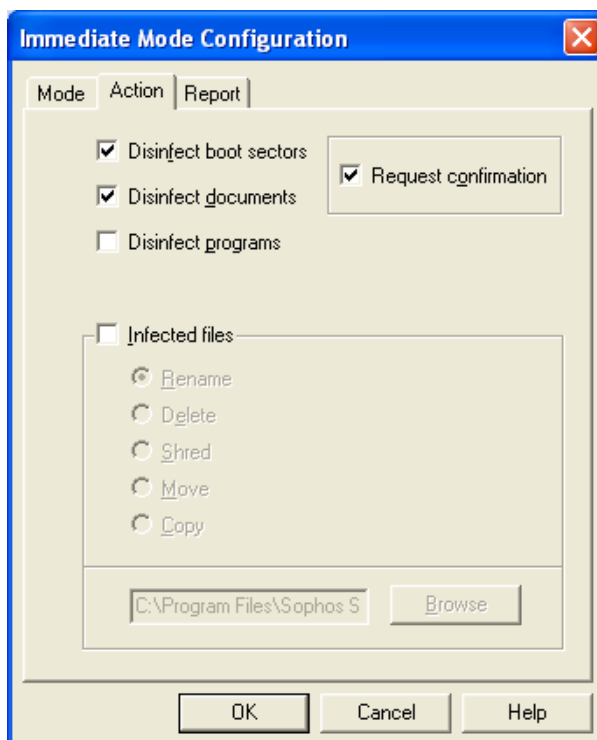 Immediate Mode Configuration
Mode Action Report
Disinfect boot sectors
Request confirmation
Disinfect documents
Disinfect programs
Infected files
Rename
Delete
Shred
Move
Copy
C:\Program Files\Sophos S
Browse
OK Cancel Help